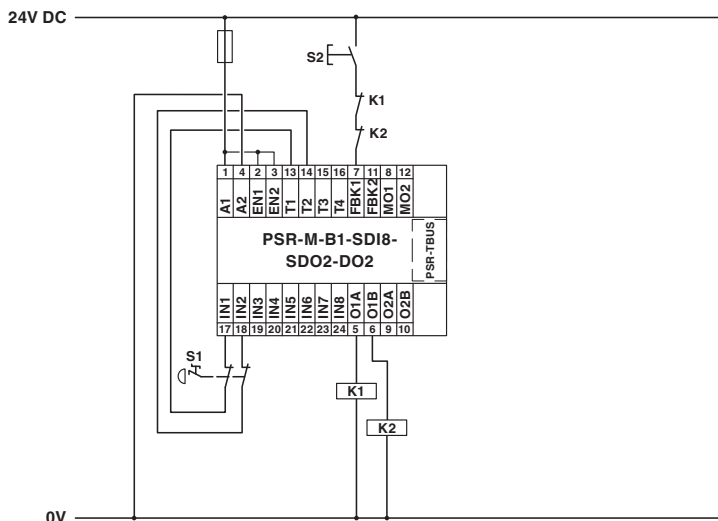 24V DC
S2
K1
K2
1 4 2 3 13 14 15 16 7 11 8 12
A1 A2 EN1 EN2 T1 T2 T3 T4 FBK1 FBK2 MO1 MO2
PSR-M-B1-SDI8-
SDO2-DO2
PSR-TBUS
IN1 IN2 IN3 IN4 IN5 IN6 IN7 IN8 O1A O1B O2A O2B
17 18 19 20 21 22 23 24 5 6 9 10
S1
K1
K2
0V